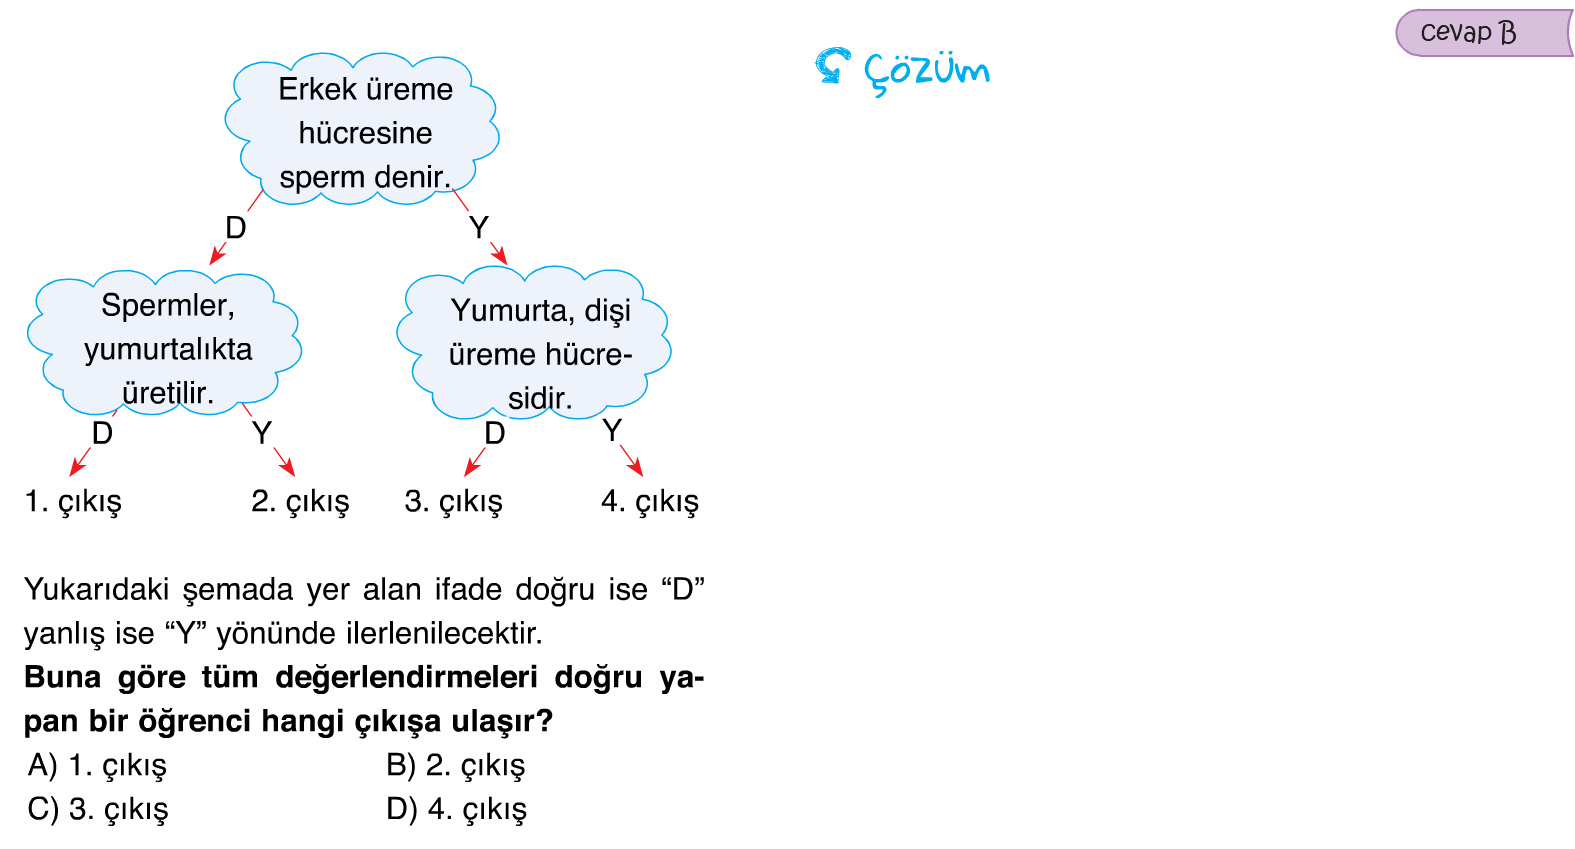 Cevap B
Erkek üreme
hücresine
sperm denir.
D
Y
Spermler,
yumurtalıkta
üretilir.
Yumurta, dişi
üreme hücre-
sidir.
D
Y
D
Y
1. çıkış
2. çıkış
3. çıkış
4. çıkış
Yukarıdaki şemada yer alan ifade doğru ise “D”
yanlış ise “Y” yönünde ilerlenilecektir.
Buna göre tüm değerlendirmeleri doğru ya-
pan bir öğrenci hangi çıkışa ulaşır?
A) 1. çıkış
B) 2. çıkış
C) 3. çıkış
D) 4. çıkış
Çözüm